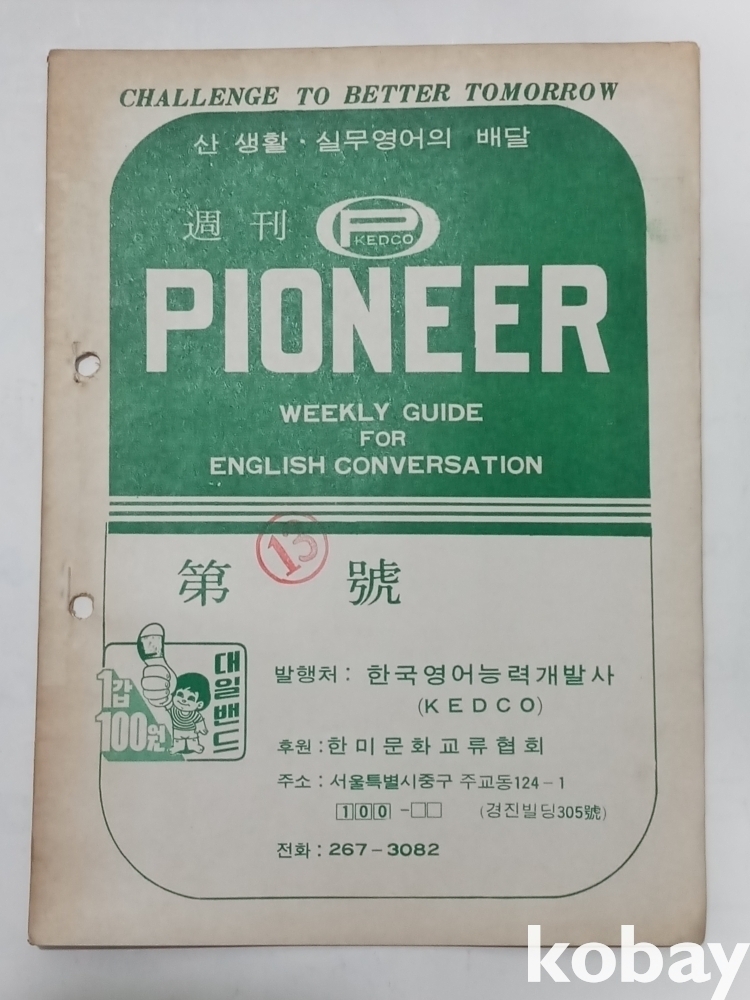 CHALLENGE TO BETTER TOMORROW
산 생활 · 실무영어의 배달
週刊 P KEDCO
PIONEER
WEEKLY GUIDE
FOR
ENGLISH CONVERSATION
第 13 號
대일밴드
1갑
100원
발행처 : 한국영어능력개발사
(KEDCO)
후원 : 한미문화교류협회
주소 : 서울특별시중구 주교동124-1
100-□□ (경진빌딩305號)
전화 : 267-3082
kobay